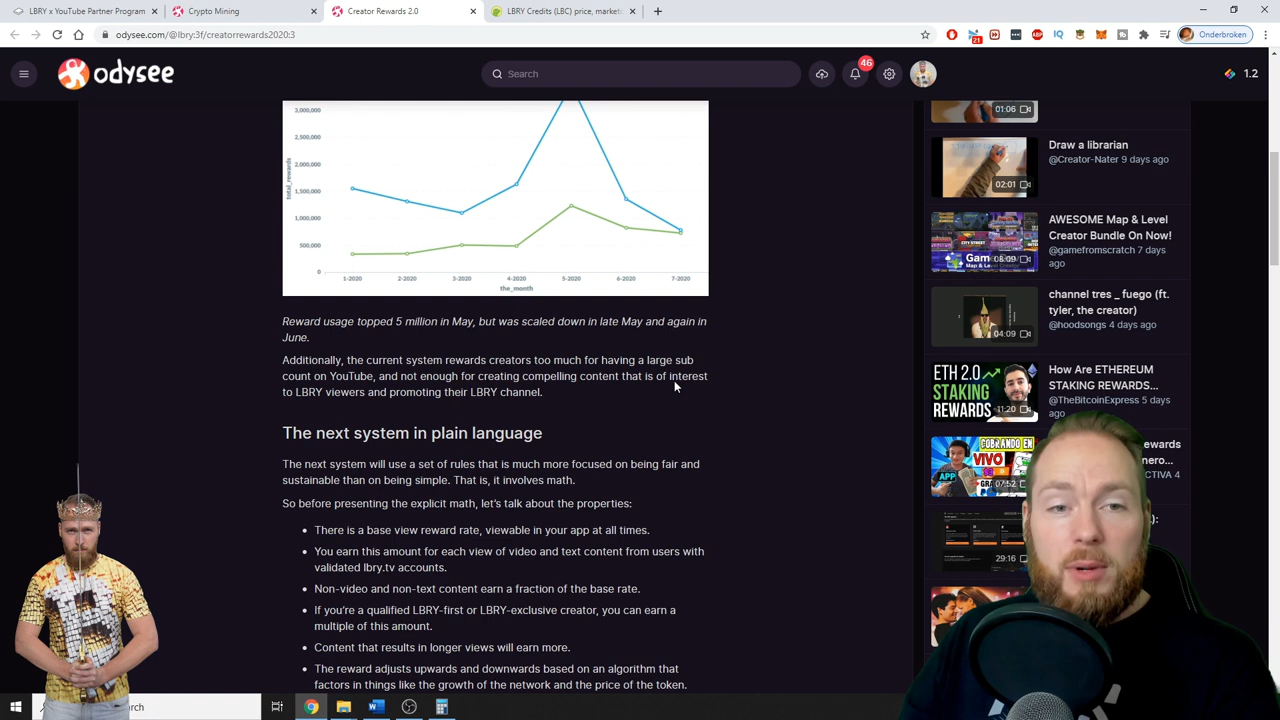 LBRY x YouTube Partner Program
Crypto Mining
Creator Rewards 2.0
LBRY Credits (LBC) price, market
odysee.com/@lbry:3f/creatorrewards2020:3
21
ABP
IQ
Onderbroken
odysee
Search
46
1.2
3,000,000
2,500,000
2,000,000
1,500,000
1,000,000
500,000
0
total_rewards
1-2020
2-2020
3-2020
4-2020
5-2020
6-2020
7-2020
the_month
Reward usage topped 5 million in May, but was scaled down in late May and again in
June.
Additionally, the current system rewards creators too much for having a large sub
count on YouTube, and not enough for creating compelling content that is of interest
to LBRY viewers and promoting their LBRY channel.
The next system in plain language
The next system will use a set of rules that is much more focused on being fair and
sustainable than on being simple. That is, it involves math.
So before presenting the explicit math, let's talk about the properties:
There is a base view reward rate, viewable in your app at all times.
You earn this amount for each view of video and text content from users with
validated lbry.tv accounts.
Non-video and non-text content earn a fraction of the base rate.
If you're a qualified LBRY-first or LBRY-exclusive creator, you can earn a
multiple of this amount.
Content that results in longer views will earn more.
The reward adjusts upwards and downwards based on an algorithm that
factors in things like the growth of the network and the price of the token.
01:06
02:01
Draw a librarian
@Creator-Nater 9 days ago
Gam
Map & Level
08:09
AWESOME Map & Level
Creator Bundle On Now!
@gamefromscratch 7 days
ago
04:09
channel tres _ fuego (ft.
tyler, the creator)
@hoodsongs 4 days ago
ETH 2.0
STAKING
REWARDS
11:20
How Are ETHEREUM
STAKING REWARDS...
@TheBitcoinExpress 5 days
ago
COBRANDO EN
VIVO
APP
07:52
ewards
nero...
CTIVA 4
29:16
):
rch